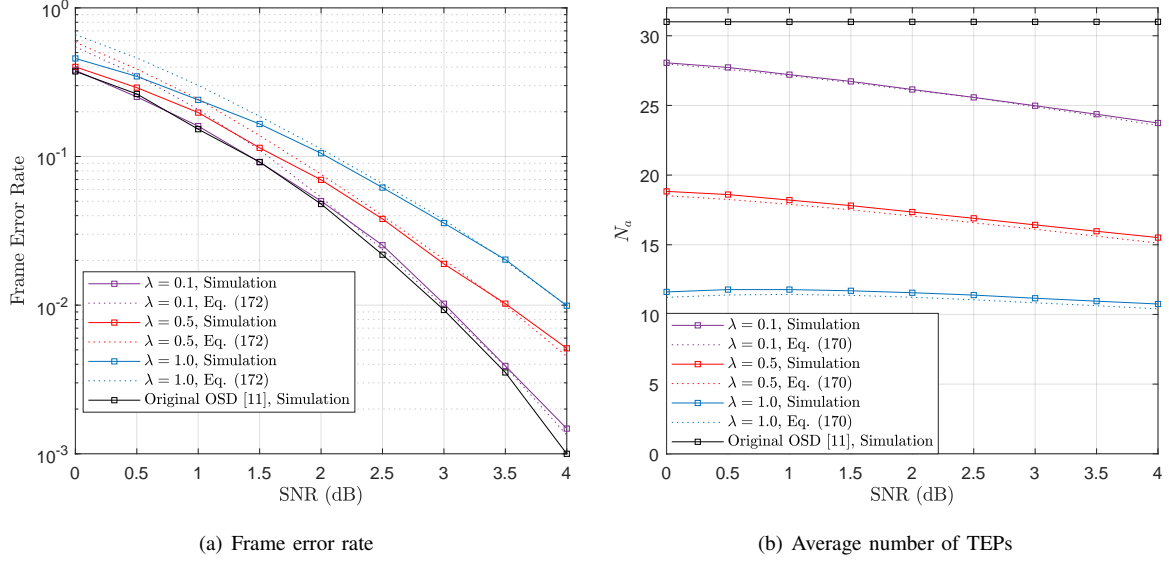 10^0
10^-1
10^-2
10^-3
Frame Error Rate
0 0.5 1 1.5 2 2.5 3 3.5 4
SNR (dB)
λ = 0.1, Simulation
λ = 0.1, Eq. (172)
λ = 0.5, Simulation
λ = 0.5, Eq. (172)
λ = 1.0, Simulation
λ = 1.0, Eq. (172)
Original OSD [11], Simulation
(a) Frame error rate
30
25
20
15
10
5
0
N_a
0 0.5 1 1.5 2 2.5 3 3.5 4
SNR (dB)
λ = 0.1, Simulation
λ = 0.1, Eq. (170)
λ = 0.5, Simulation
λ = 0.5, Eq. (170)
λ = 1.0, Simulation
λ = 1.0, Eq. (170)
Original OSD [11], Simulation
(b) Average number of TEPs